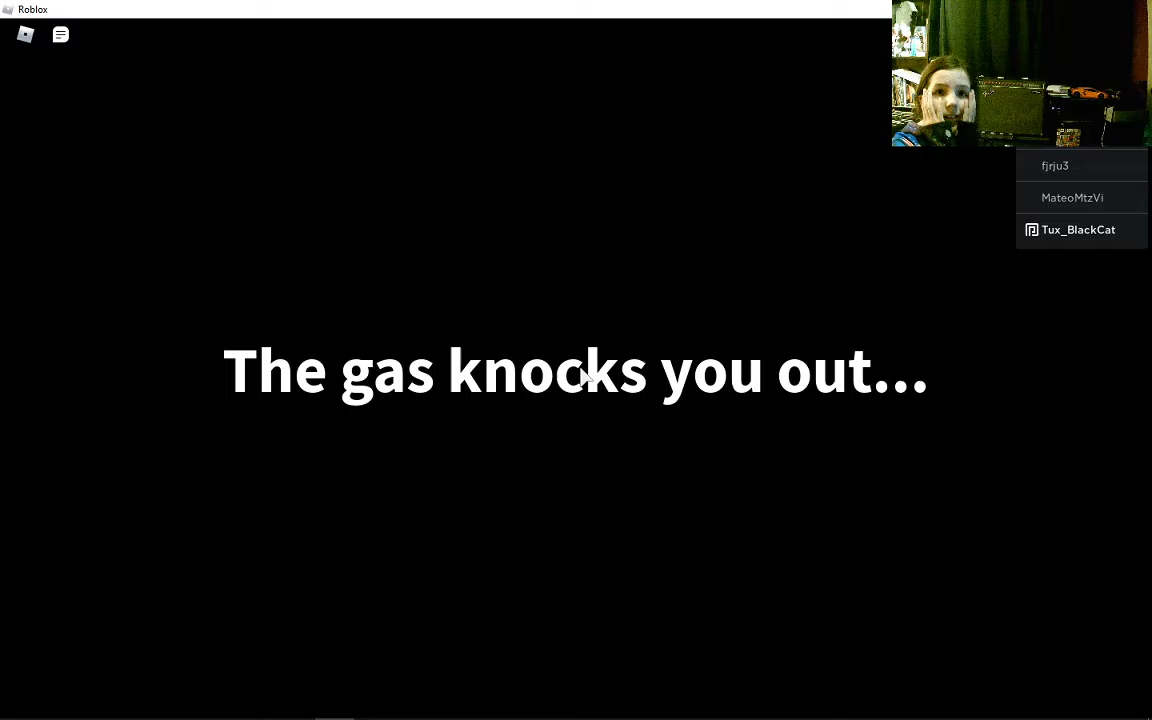 Roblox
fjrju3
MateoMtzVi
Tux_BlackCat
The gas knocks you out...